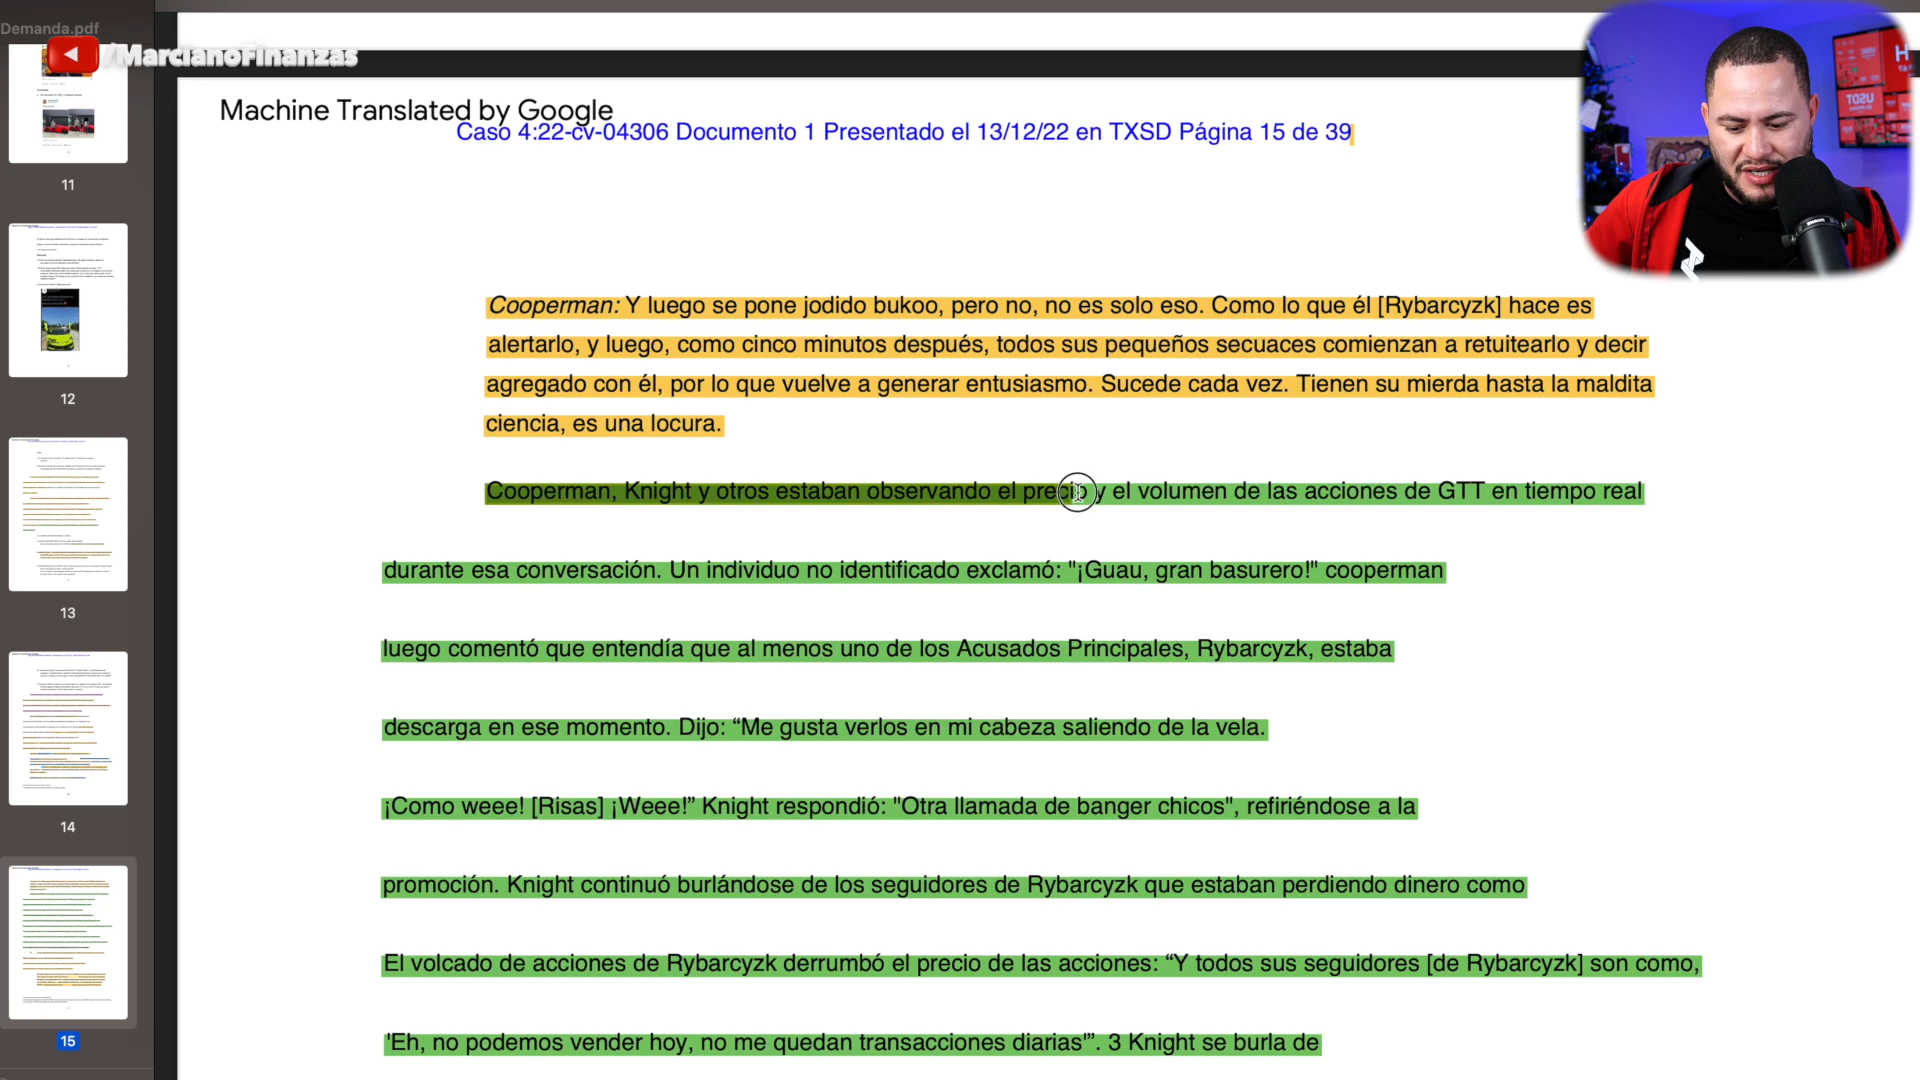 Demanda.pdf
/MarcianoFinanzas
Machine Translated by Google
Caso 4:22-cv-04306 Documento 1 Presentado el 13/12/22 en TXSD Página 15 de 39
USDT
H
Cooperman: Y luego se pone jodido bukoo, pero no, no es solo eso. Como lo que él [Rybarcyzk] hace es
alertarlo, y luego, como cinco minutos después, todos sus pequeños secuaces comienzan a retuitearlo y decir
agregado con él, por lo que vuelve a generar entusiasmo. Sucede cada vez. Tienen su mierda hasta la maldita
ciencia, es una locura.
Cooperman, Knight y otros estaban observando el precio y el volumen de las acciones de GTT en tiempo real
durante esa conversación. Un individuo no identificado exclamó: "¡Guau, gran basurero!" cooperman
luego comentó que entendía que al menos uno de los Acusados Principales, Rybarcyzk, estaba
descarga en ese momento. Dijo: “Me gusta verlos en mi cabeza saliendo de la vela.
¡Como weee! [Risas] ¡Weee!” Knight respondió: "Otra llamada de banger chicos", refiriéndose a la
promoción. Knight continuó burlándose de los seguidores de Rybarcyzk que estaban perdiendo dinero como
El volcado de acciones de Rybarcyzk derrumbó el precio de las acciones: “Y todos sus seguidores [de Rybarcyzk] son como,
'Eh, no podemos vender hoy, no me quedan transacciones diarias'”. 3 Knight se burla de
11
12
13
14
15